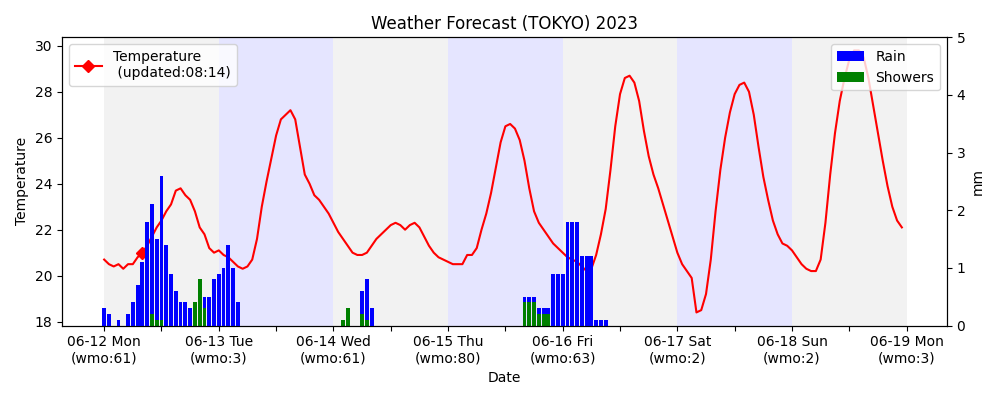 Weather Forecast (TOKYO) 2023
Temperature
(updated:08:14)
Rain
Showers
Temperature
30
28
26
24
22
20
18
5
4
3
2
1
0
mm
06-12 Mon
(wmo:61)
06-13 Tue
(wmo:3)
06-14 Wed
(wmo:61)
06-15 Thu
(wmo:80)
06-16 Fri
(wmo:63)
06-17 Sat
(wmo:2)
06-18 Sun
(wmo:2)
06-19 Mon
(wmo:3)
Date